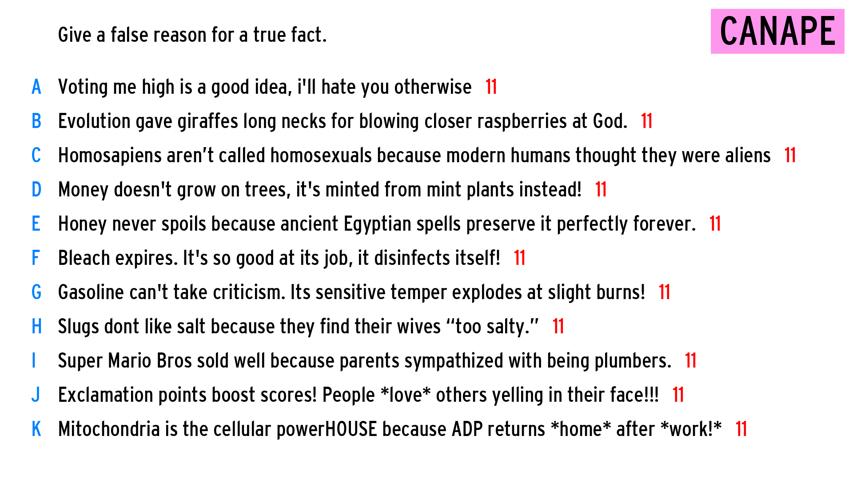 Give a false reason for a true fact.
CANAPE
A Voting me high is a good idea, i'll hate you otherwise 11
B Evolution gave giraffes long necks for blowing closer raspberries at God. 11
C Homosapiens aren’t called homosexuals because modern humans thought they were aliens 11
D Money doesn't grow on trees, it's minted from mint plants instead! 11
E Honey never spoils because ancient Egyptian spells preserve it perfectly forever. 11
F Bleach expires. It's so good at its job, it disinfects itself! 11
G Gasoline can't take criticism. Its sensitive temper explodes at slight burns! 11
H Slugs dont like salt because they find their wives “too salty.” 11
I Super Mario Bros sold well because parents sympathized with being plumbers. 11
J Exclamation points boost scores! People *love* others yelling in their face!!! 11
K Mitochondria is the cellular powerHOUSE because ADP returns *home* after *work!* 11